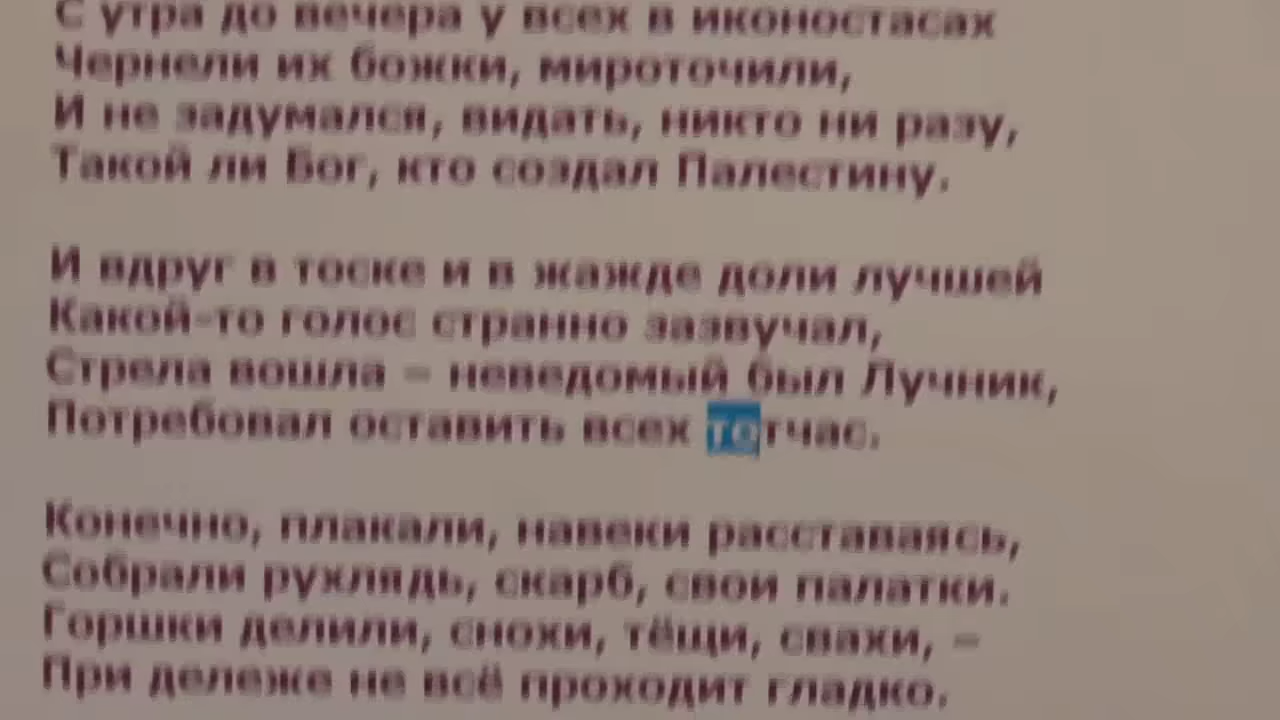 С утра до вечера у всех в иконостасах
Чернели их божки, мироточили,
И не задумался, видать, никто ни разу,
Такой ли Бог, кто создал Палестину.
И вдруг в тоске и в жажде доли лучшей
Какой-то голос странно зазвучал,
Стрела вошла – неведомый был Лучник,
Потребовал оставить всех тотчас.
Конечно, плакали, навеки расставаясь,
Собрали рухлядь, скарб, свои палатки.
Горшки делили, снохи, тёщи, свахи, –
При дележе не всё проходит гладко.